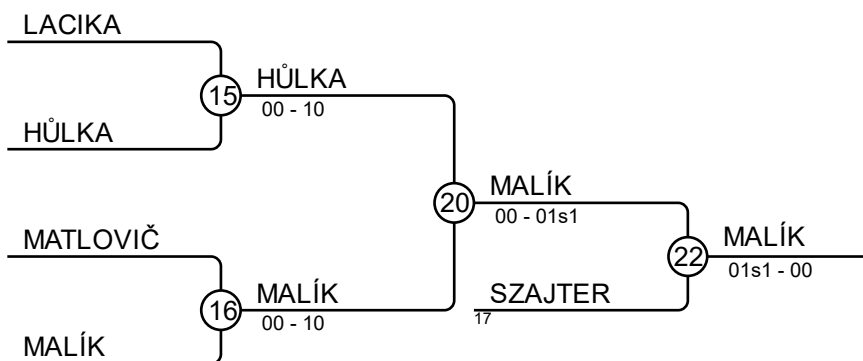 LACIKA
15
HŮLKA
00 - 10
HŮLKA
20
MALÍK
00 - 01s1
MATLOVIČ
16
MALÍK
00 - 10
MALÍK
SZAJTER
17
22
MALÍK
01s1 - 00